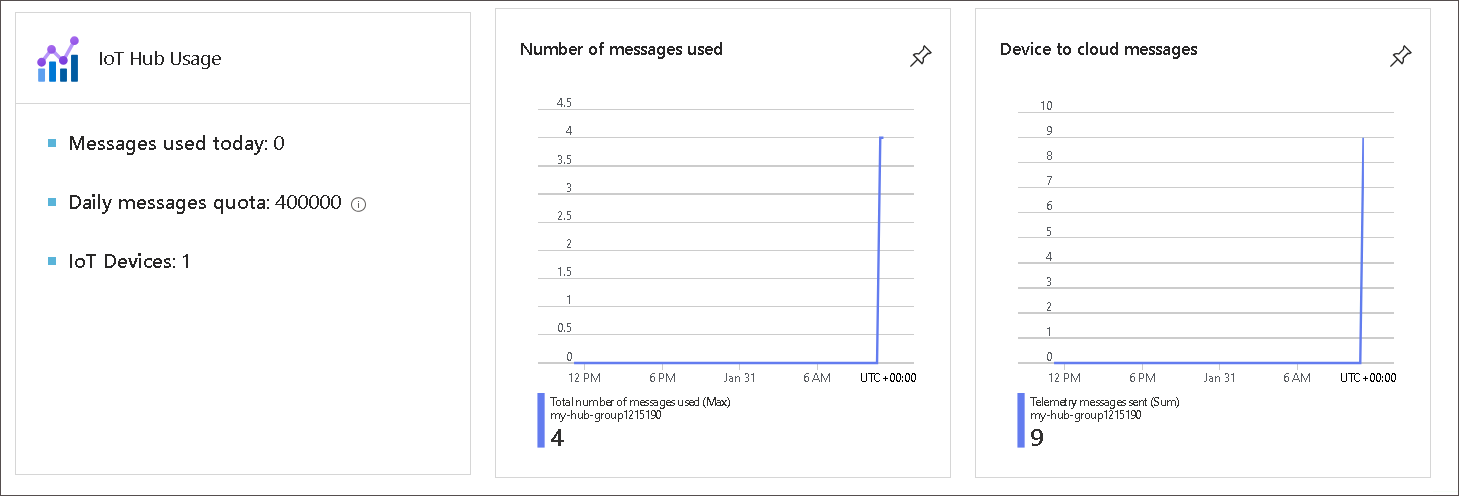 IoT Hub Usage
Messages used today: 0
Daily messages quota: 400000
IoT Devices: 1
Number of messages used
4.5
4
3.5
3
2.5
2
1.5
1
0.5
0
12 PM 6 PM Jan 31 6 AM UTC+00:00
Total number of messages used (Max)
my-hub-group1215190
4
Device to cloud messages
10
9
8
7
6
5
4
3
2
1
0
12 PM 6 PM Jan 31 6 AM UTC+00:00
Telemetry messages sent (Sum)
my-hub-group1215190
9